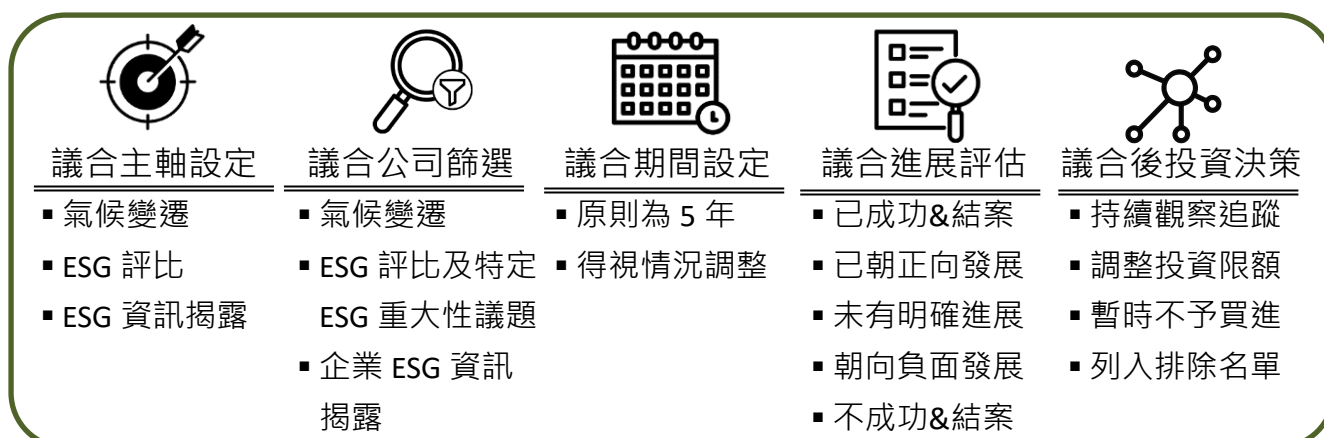 議合主軸設定
▪ 氣候變遷
▪ ESG 評比
▪ ESG 資訊揭露
議合公司篩選
▪ 氣候變遷
▪ ESG 評比及特定
ESG 重大性議題
▪ 企業 ESG 資訊
揭露
議合期間設定
▪ 原則為 5 年
▪ 得視情況調整
議合進展評估
▪ 已成功&結案
▪ 已朝正向發展
▪ 未有明確進展
▪ 朝向負面發展
▪ 不成功&結案
議合後投資決策
▪ 持續觀察追蹤
▪ 調整投資限額
▪ 暫時不予買進
▪ 列入排除名單